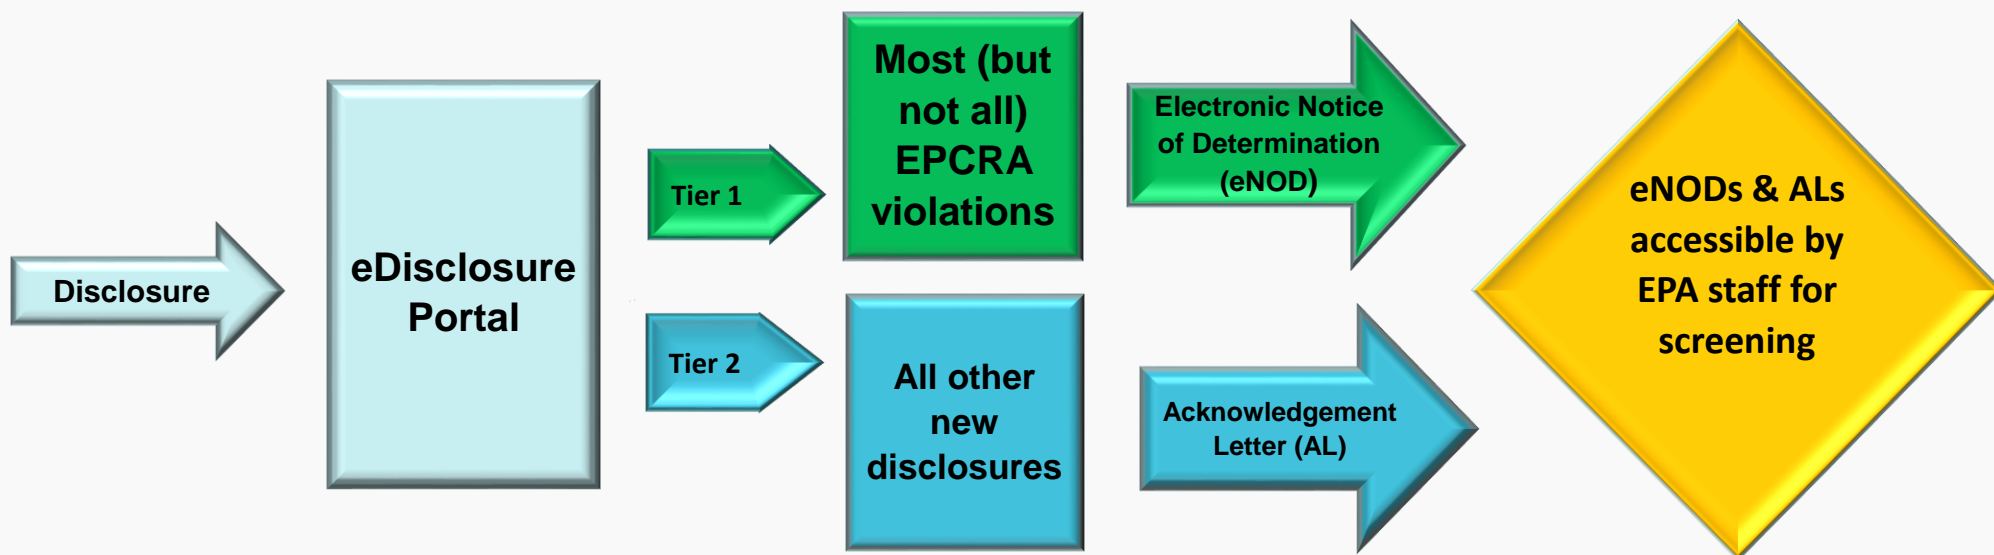 Disclosure
eDisclosure
Portal
Tier 1
Most (but
not all)
EPCRA
violations
Electronic Notice
of Determination
(eNOD)
Tier 2
All other
new
disclosures
Acknowledgement
Letter (AL)
eNODs & ALs
accessible by
EPA staff for
screening